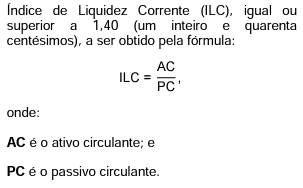 Índice de Liquidez Corrente (ILC), igual ou
superior a 1,40 (um inteiro e quarenta
centésimos), a ser obtido pela fórmula:
ILC = AC
PC ,
onde:
AC é o ativo circulante; e
PC é o passivo circulante.